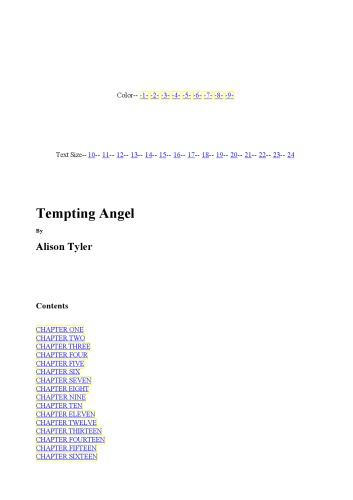 Color-- -1- -2- -3- -4- -5- -6- -7- -8- -9-
Text Size-- 10-- 11-- 12-- 13-- 14-- 15-- 16-- 17-- 18-- 19-- 20-- 21-- 22-- 23-- 24
Tempting Angel
By
Alison Tyler
Contents
CHAPTER ONE
CHAPTER TWO
CHAPTER THREE
CHAPTER FOUR
CHAPTER FIVE
CHAPTER SIX
CHAPTER SEVEN
CHAPTER EIGHT
CHAPTER NINE
CHAPTER TEN
CHAPTER ELEVEN
CHAPTER TWELVE
CHAPTER THIRTEEN
CHAPTER FOURTEEN
CHAPTER FIFTEEN
CHAPTER SIXTEEN